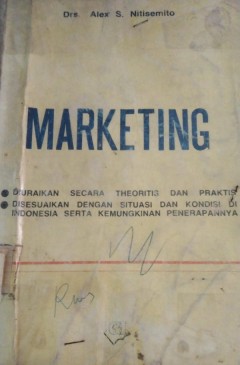 Drs. Alex S. Nitisemito
MARKETING
● DIURAIKAN SECARA THEORITIS DAN PRAKTIS
● DISESUAIKAN DENGAN SITUASI DAN KONDISI DI
INDONESIA SERTA KEMUNGKINAN PENERAPANNYA